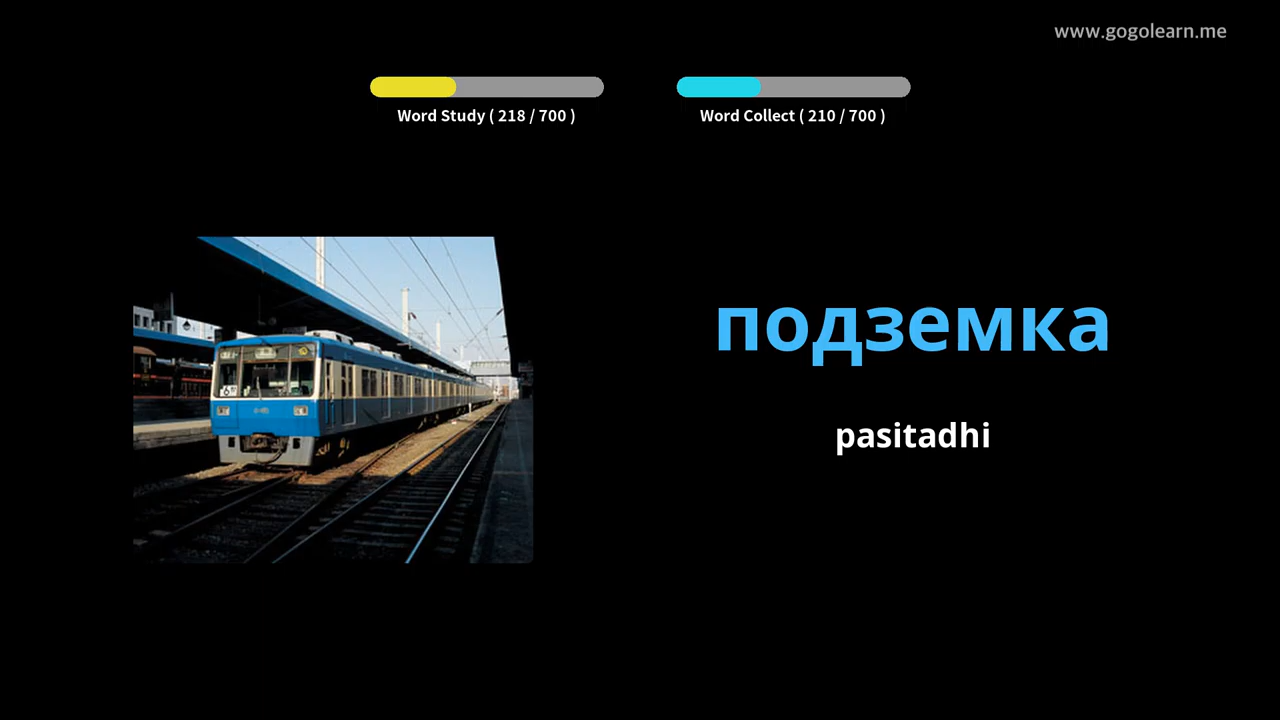 www.gogolearn.me
Word Study ( 218 / 700 )
Word Collect ( 210 / 700 )
подземка
pasitadhi